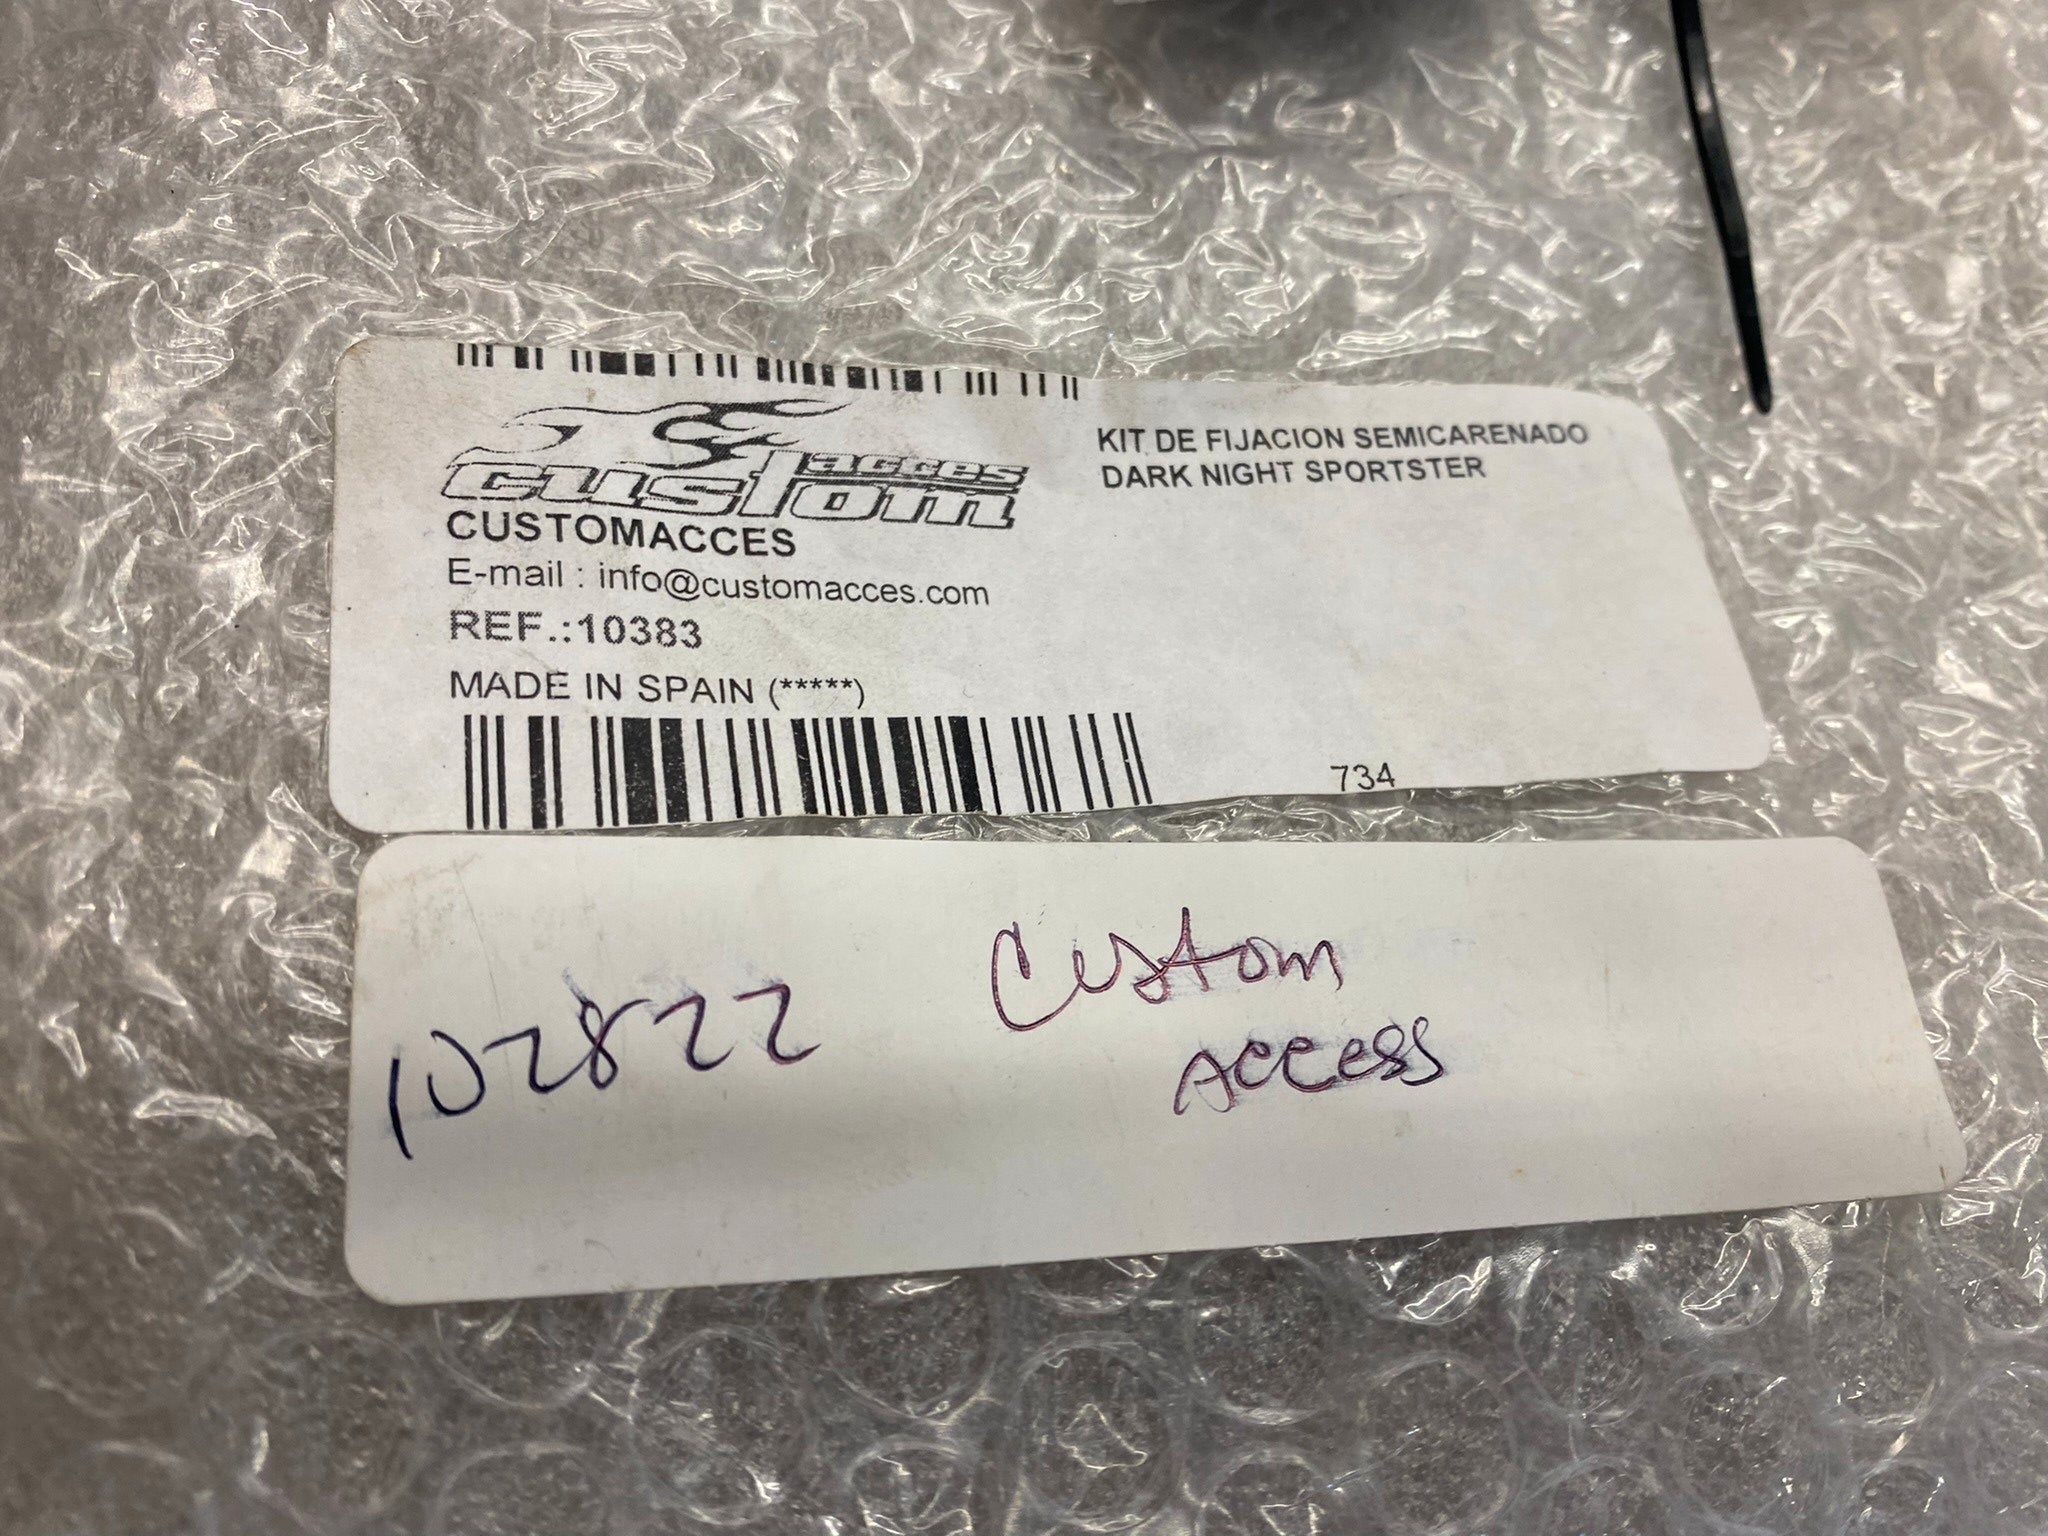 acces
custom
CUSTOMACCES
E-mail : info@customacces.com
REF.:10383
MADE IN SPAIN (*****)
KIT DE FIJACION SEMICARENADO
DARK NIGHT SPORTSTER
734
102822
Custom
Access